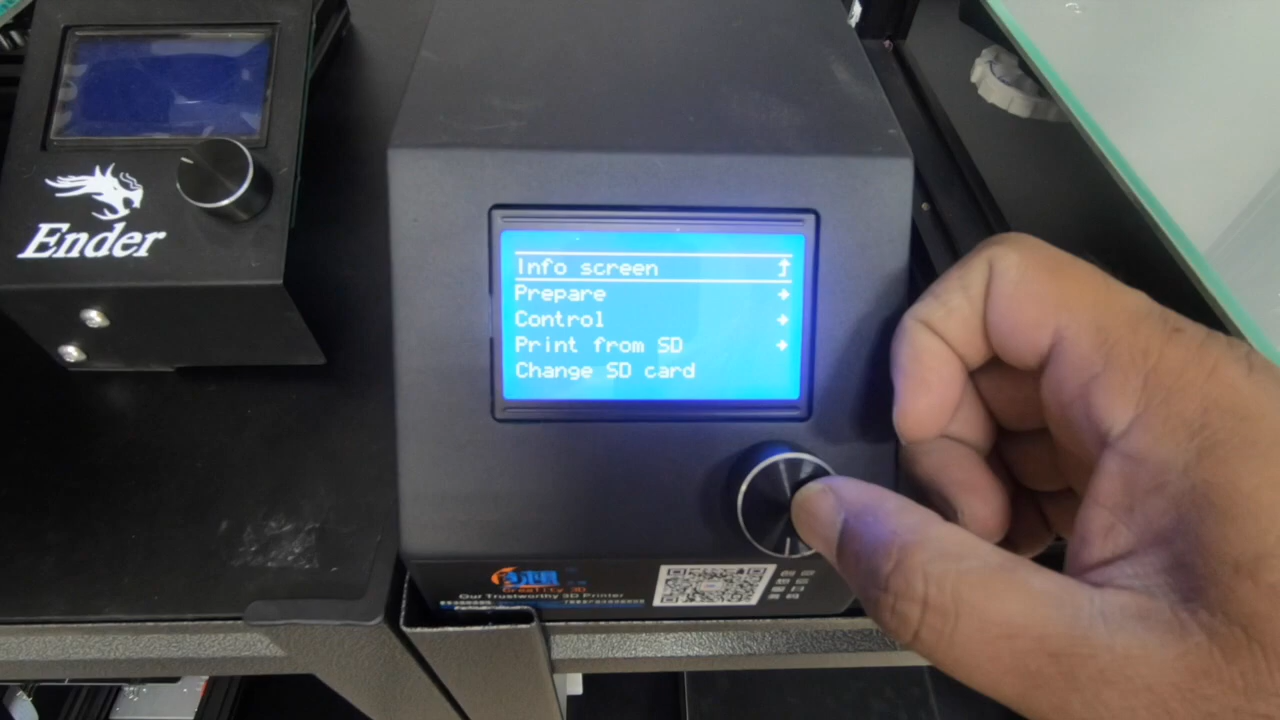 Ender
Info screen
Prepare
Control
Print from SD
Change SD card
Creality 3D
Our Trustworthy 3D Printer